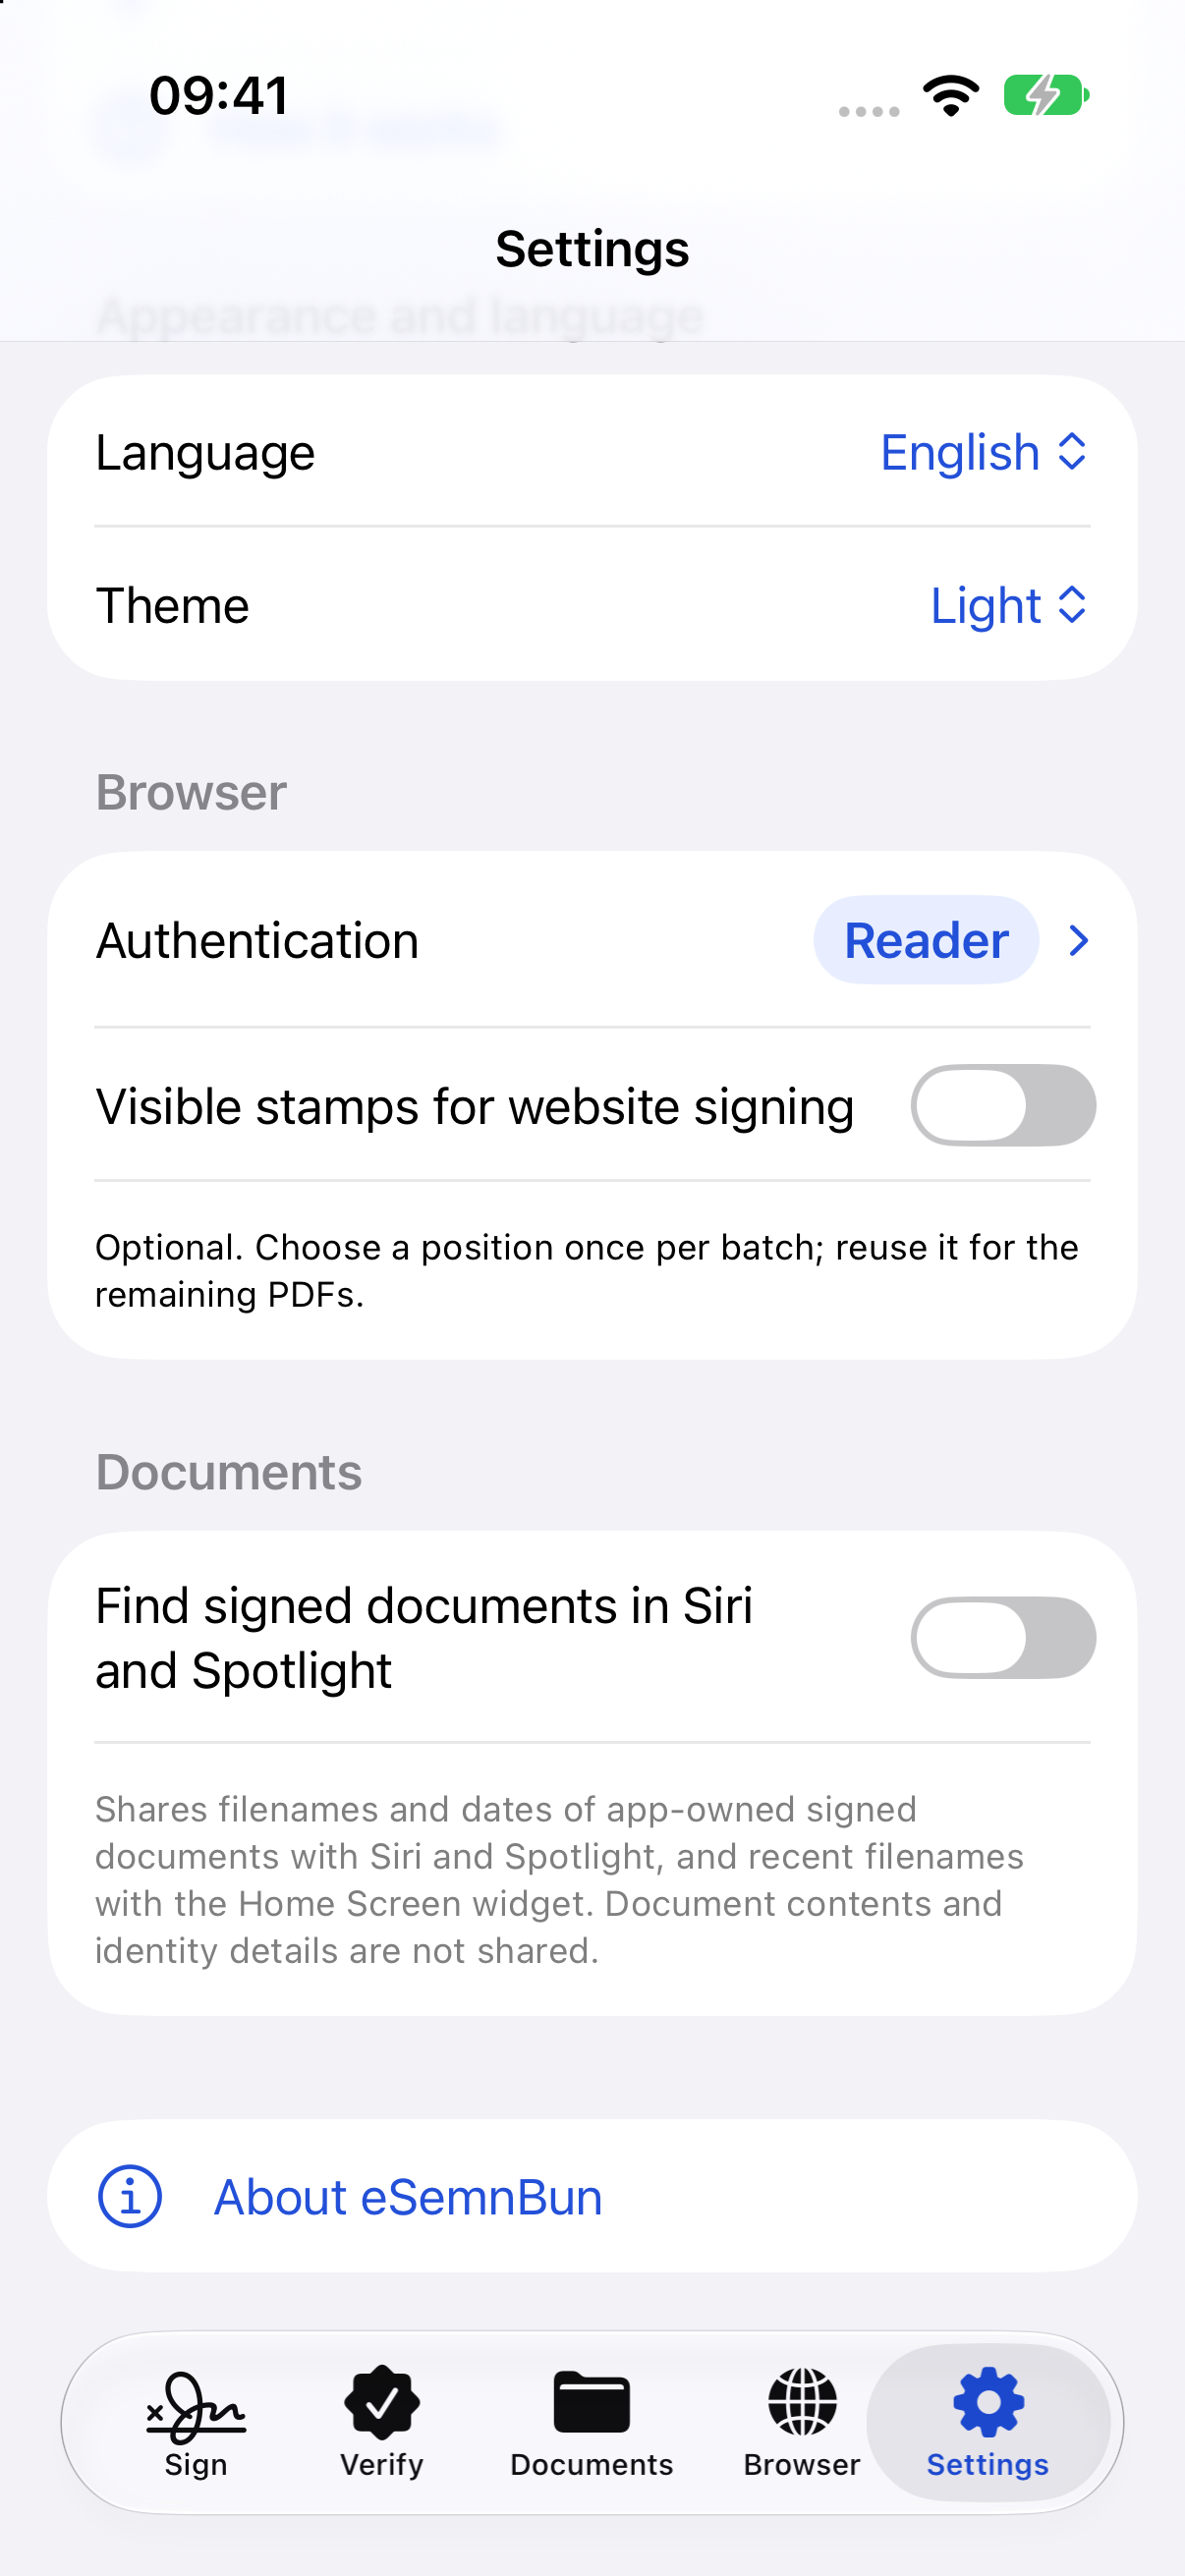 09:41
Settings
Appearance and language
Language
English
Theme
Light
Browser
Authentication
Reader
Visible stamps for website signing
Optional. Choose a position once per batch; reuse it for the
remaining PDFs.
Documents
Find signed documents in Siri
and Spotlight
Shares filenames and dates of app-owned signed
documents with Siri and Spotlight, and recent filenames
with the Home Screen widget. Document contents and
identity details are not shared.
About eSemnBun
Sign
Verify
Documents
Browser
Settings